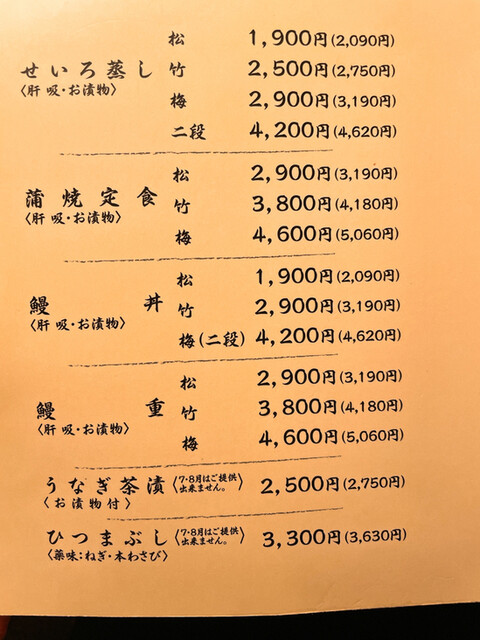 せいろ蒸し
〈肝 吸・お漬物〉
松 1,900円(2,090円)
竹 2,500円(2,750円)
梅 2,900円(3,190円)
二段 4,200円(4,620円)
蒲焼定食
〈肝 吸・お漬物〉
松 2,900円(3,190円)
竹 3,800円(4,180円)
梅 4,600円(5,060円)
鰻丼
〈肝 吸・お漬物〉
松 1,900円(2,090円)
竹 2,900円(3,190円)
梅(二段) 4,200円(4,620円)
鰻重
〈肝 吸・お漬物〉
松 2,900円(3,190円)
竹 3,800円(4,180円)
梅 4,600円(5,060円)
うなぎ茶漬〈7・8月はご提供出来ません。〉 2,500円(2,750円)
〈お漬物付〉
ひつまぶし〈7・8月はご提供出来ません。〉 3,300円(3,630円)
〈薬味:ねぎ・本わさび〉